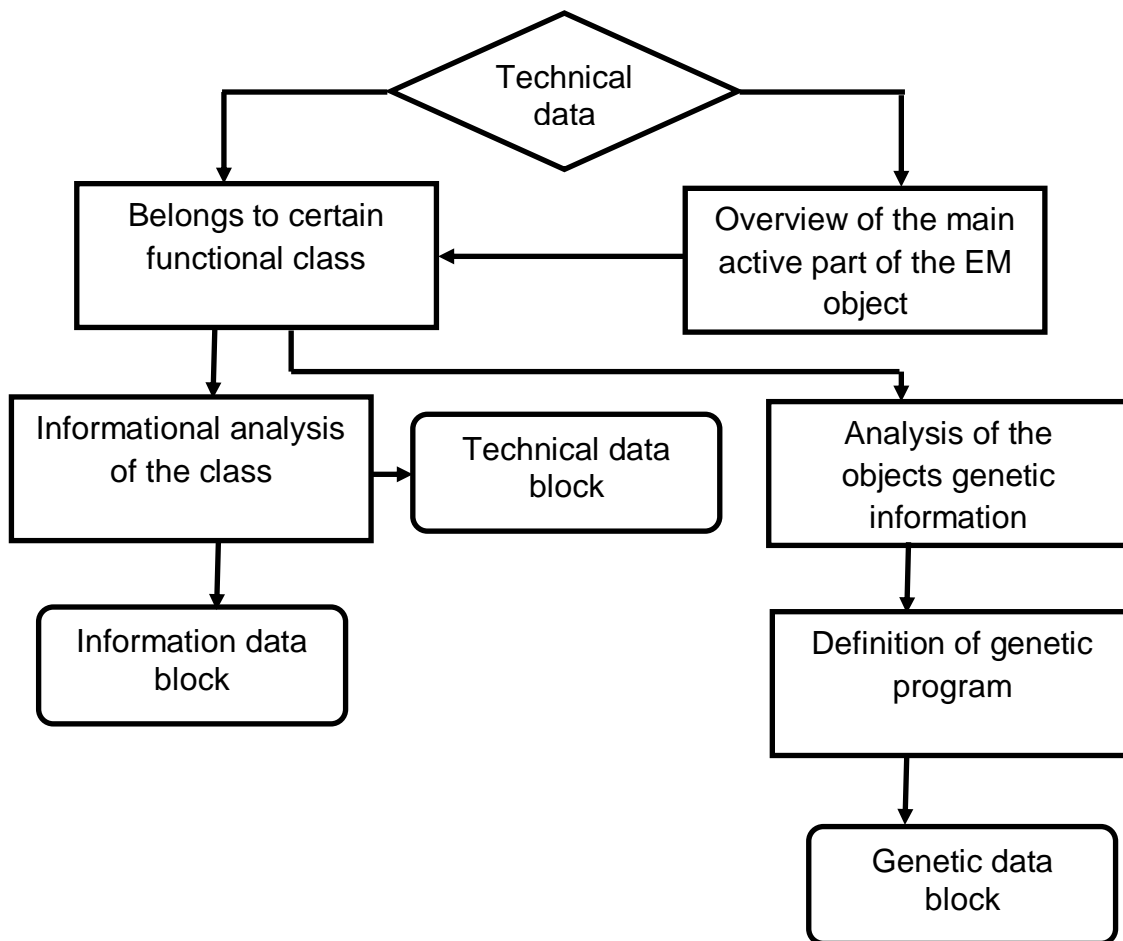 Technical
data
Belongs to certain
functional class
Overview of the main
active part of the EM
object
Informational analysis
of the class
Technical data
block
Analysis of the
objects genetic
information
Information data
block
Definition of genetic
program
Genetic data
block